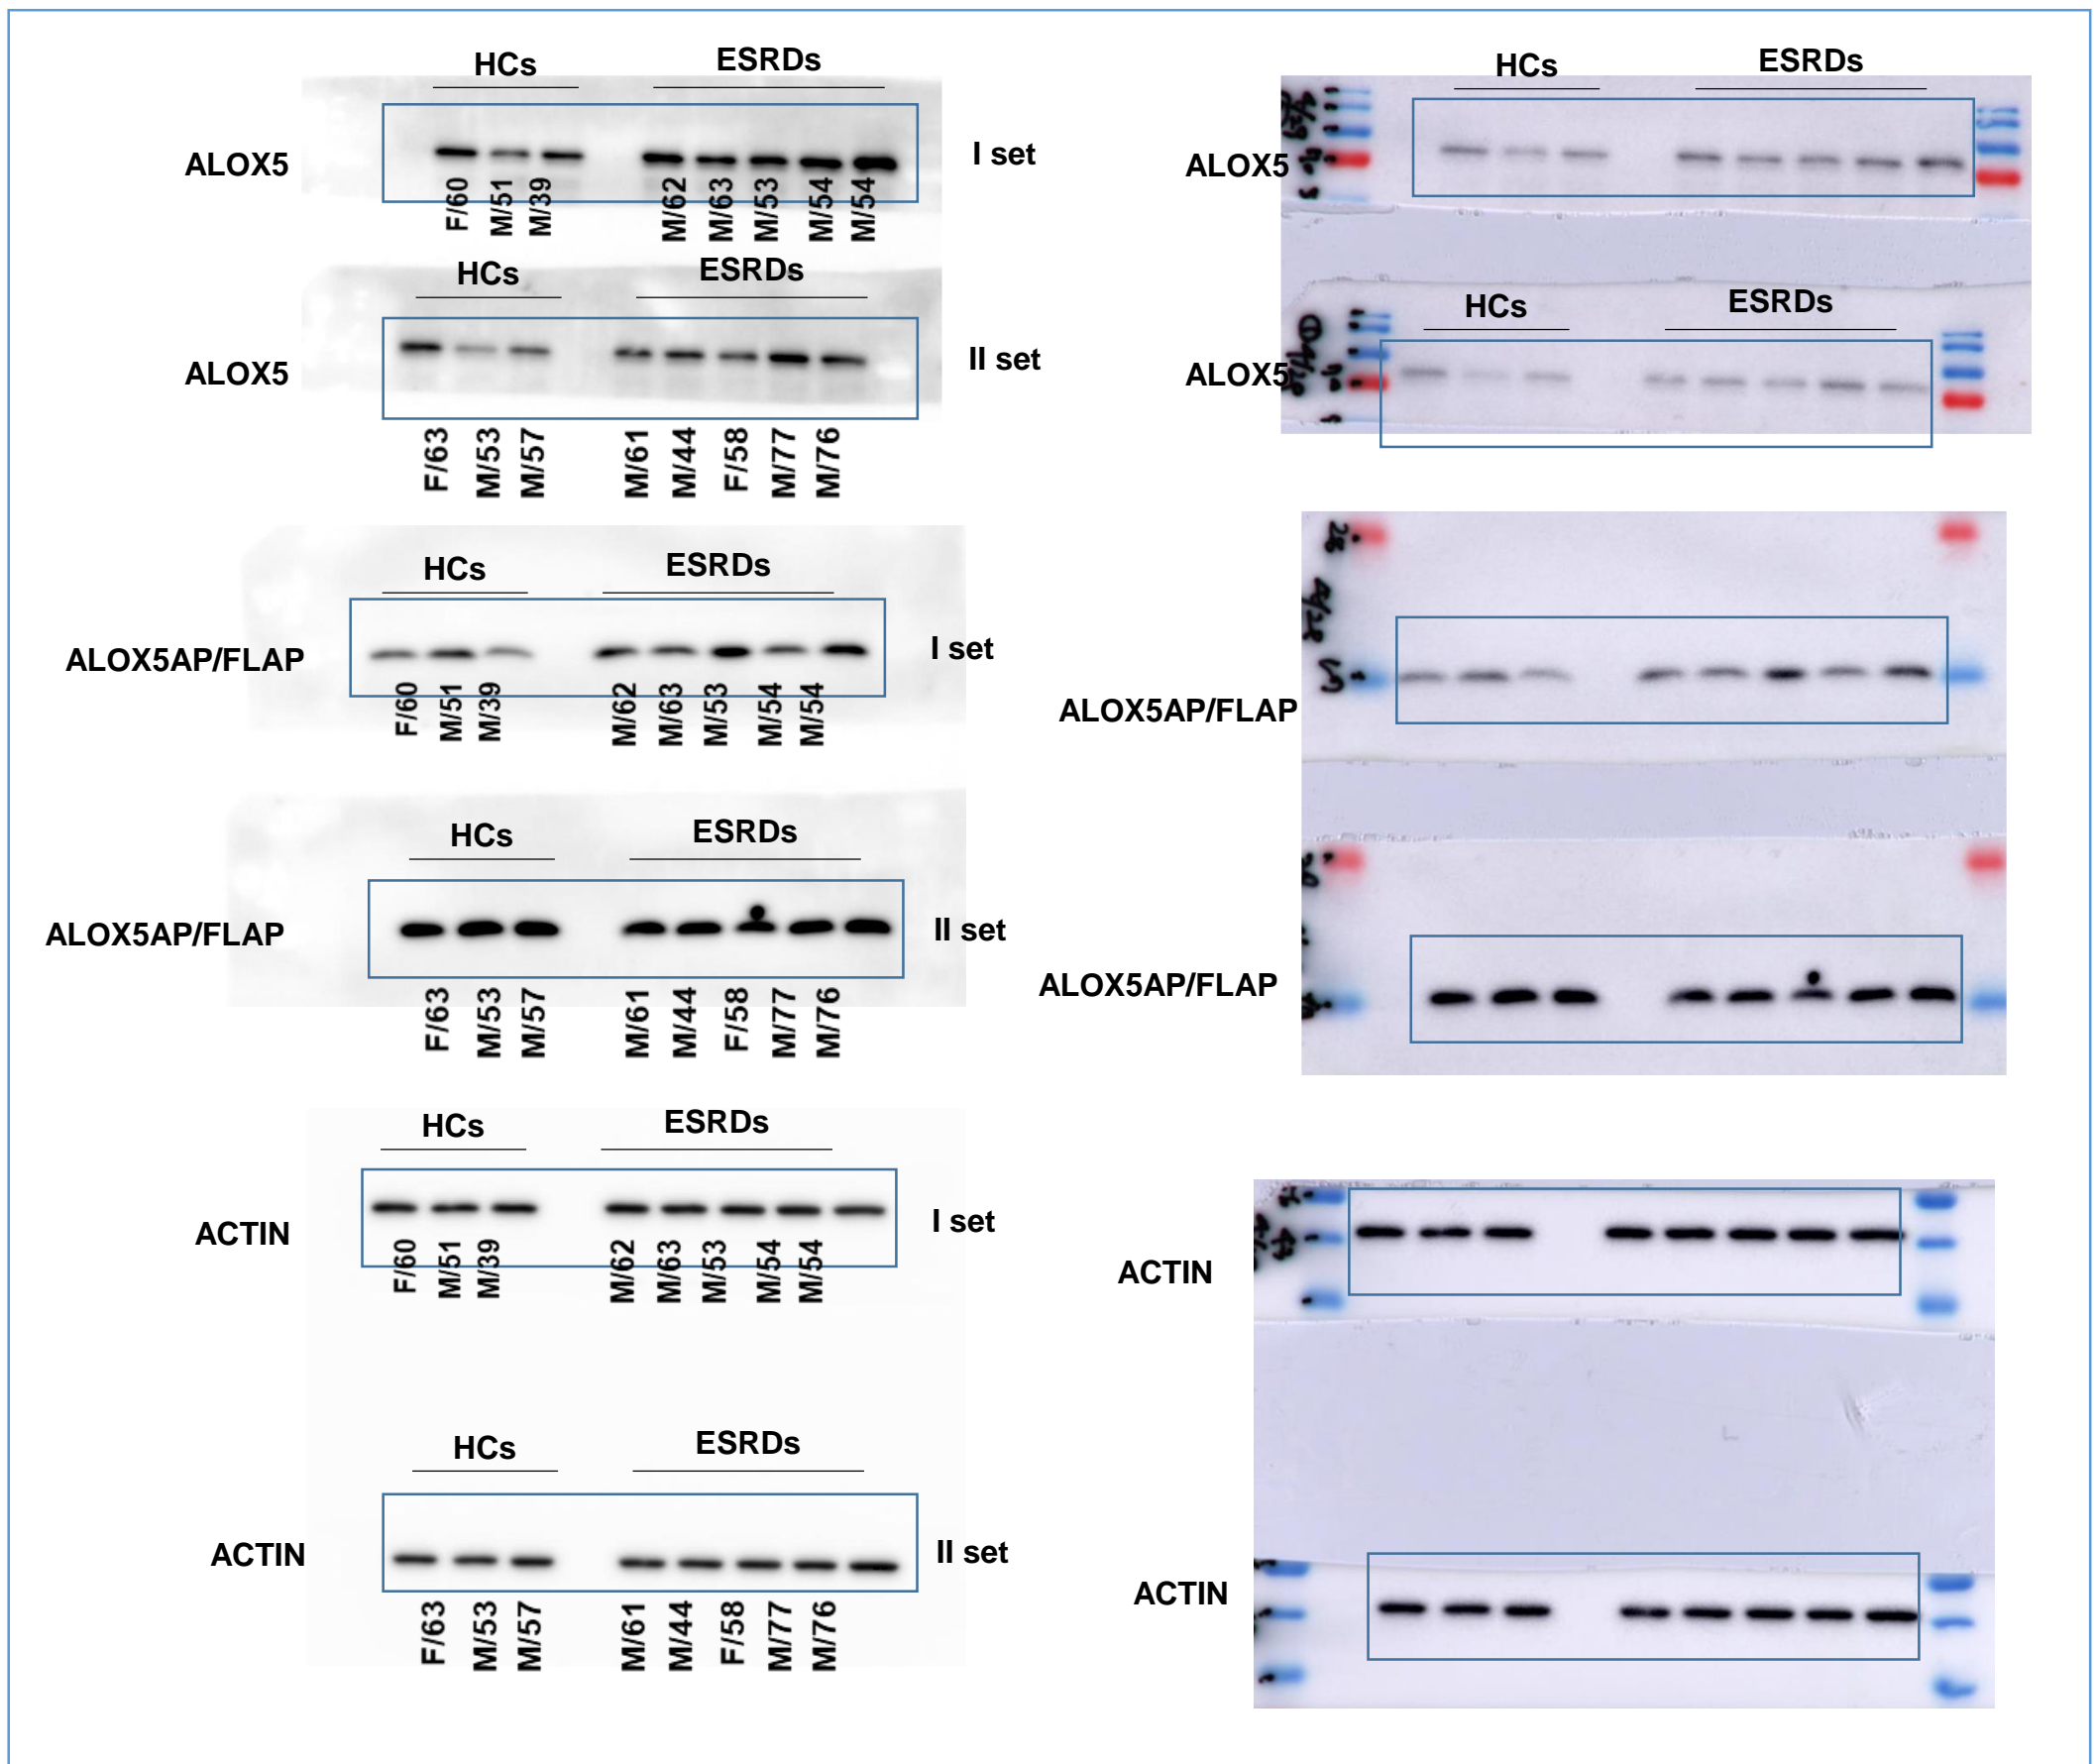 HCs ESRDs
ALOX5 I set
F/60 M/51 M/39 M/62 M/63 M/53 M/54 M/54
HCs ESRDs
ALOX5 II set
F/63 M/53 M/57 M/61 M/44 F/58 M/77 M/76
HCs ESRDs
ALOX5AP/FLAP I set
F/60 M/51 M/39 M/62 M/63 M/53 M/54 M/54
HCs ESRDs
ALOX5AP/FLAP II set
F/63 M/53 M/57 M/61 M/44 F/58 M/77 M/76
HCs ESRDs
ACTIN I set
F/60 M/51 M/39 M/62 M/63 M/53 M/54 M/54
HCs ESRDs
ACTIN II set
F/63 M/53 M/57 M/61 M/44 F/58 M/77 M/76
HCs ESRDs
ALOX5
HCs ESRDs
ALOX5
28
ALOX5AP/FLAP
ALOX5AP/FLAP
ACTIN
ACTIN